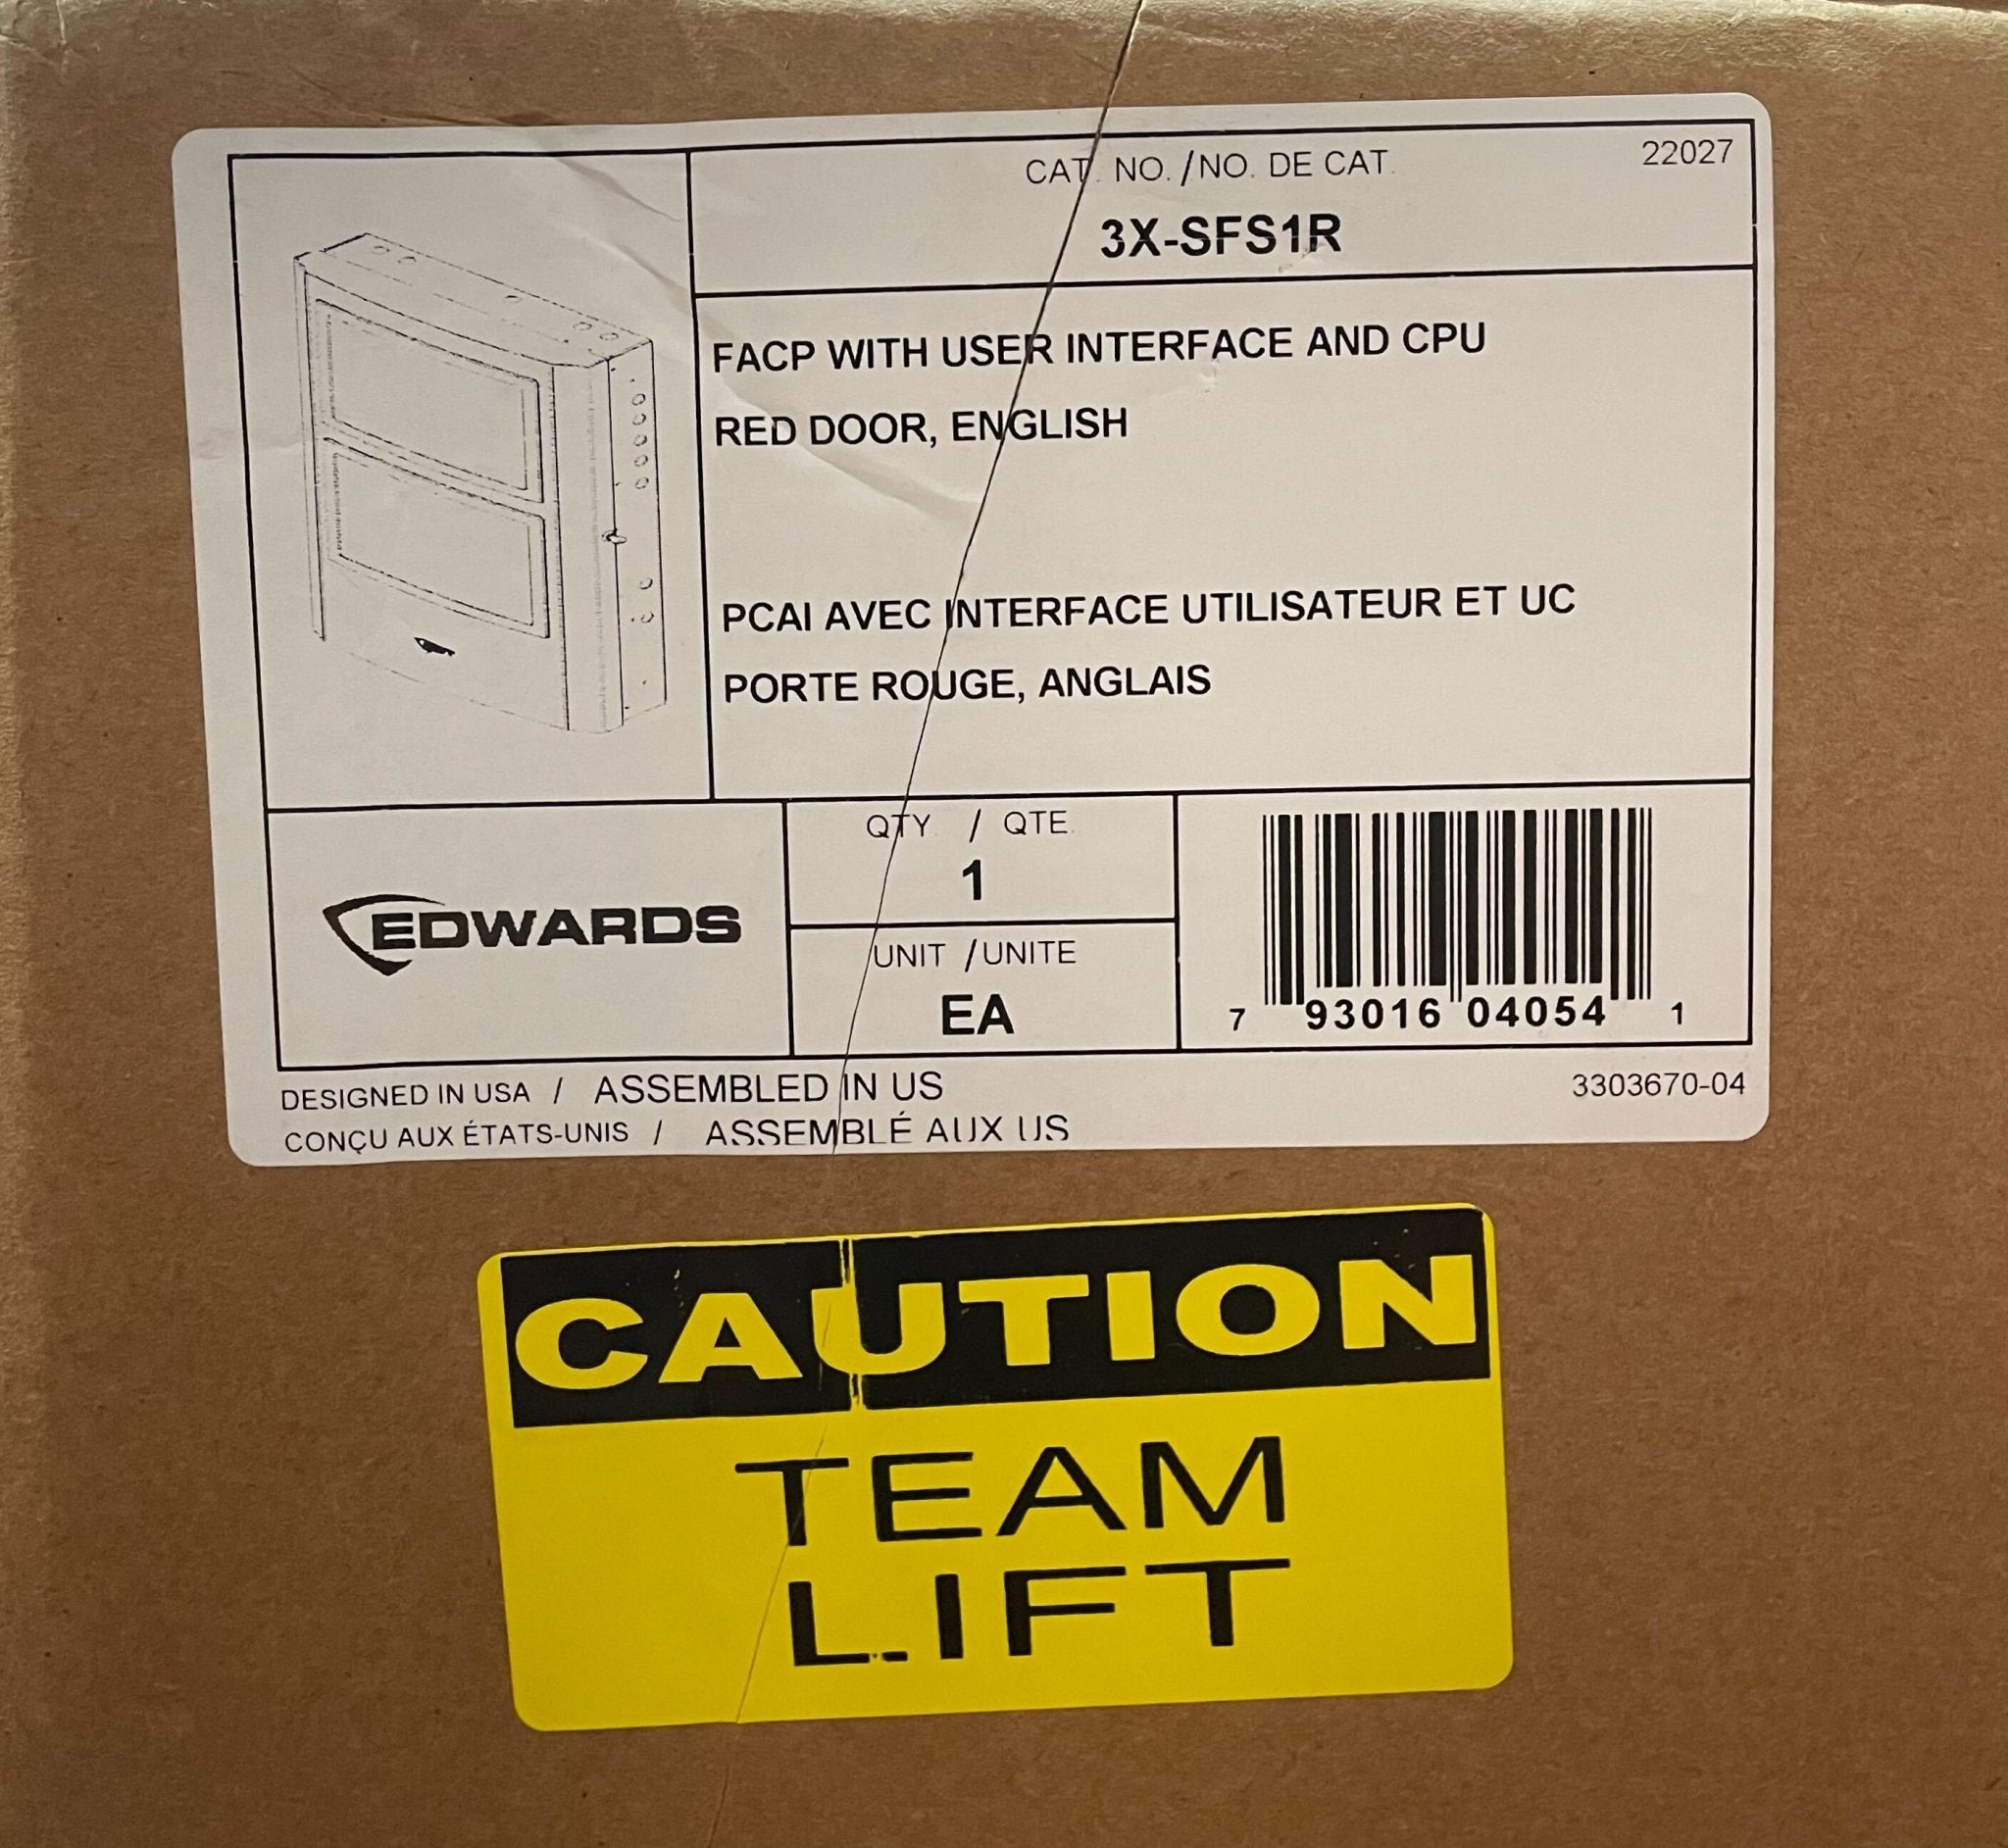 CAT. NO. /NO. DE CAT.
22027
3X-SFS1R
FACP WITH USER INTERFACE AND CPU
RED DOOR, ENGLISH
PCAI AVEC INTERFACE UTILISATEUR ET UC
PORTE ROUGE, ANGLAIS
EDWARDS
QTY. / QTE.
1
UNIT /UNITE
EA
7 93016 04054 1
DESIGNED IN USA / ASSEMBLED IN US
3303670-04
CONÇU AUX ÉTATS-UNIS / ASSEMBLÉ AUX US
CAUTION
TEAM
LIFT